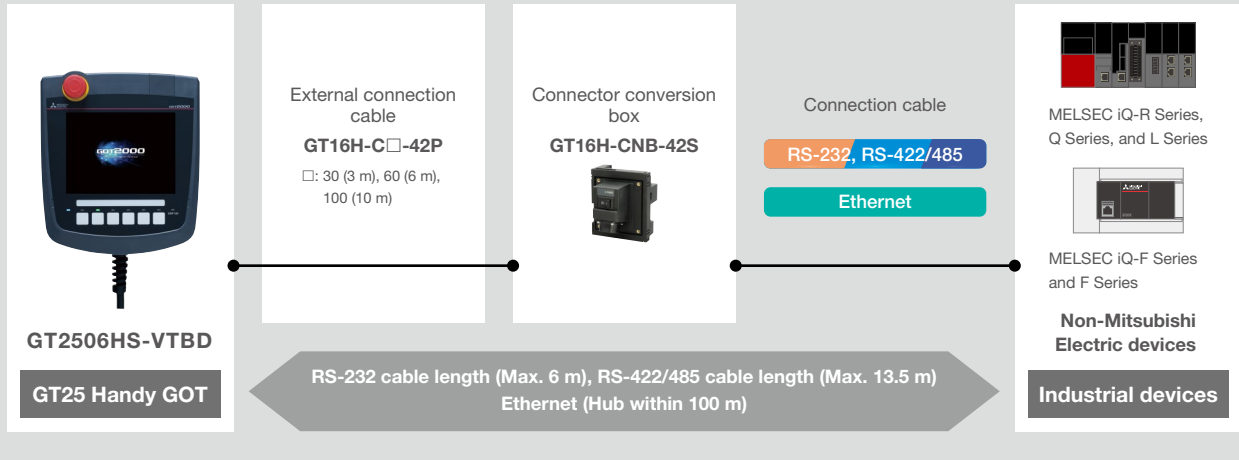 GOT2000
GT2506HS-VTBD
GT25 Handy GOT
External connection
cable
GT16H-C□-42P
□: 30 (3 m), 60 (6 m),
100 (10 m)
Connector conversion
box
GT16H-CNB-42S
Connection cable
RS-232, RS-422/485
Ethernet
MELSEC iQ-R Series,
Q Series, and L Series
MELSEC iQ-F Series
and F Series
Non-Mitsubishi
Electric devices
Industrial devices
RS-232 cable length (Max. 6 m), RS-422/485 cable length (Max. 13.5 m)
Ethernet (Hub within 100 m)